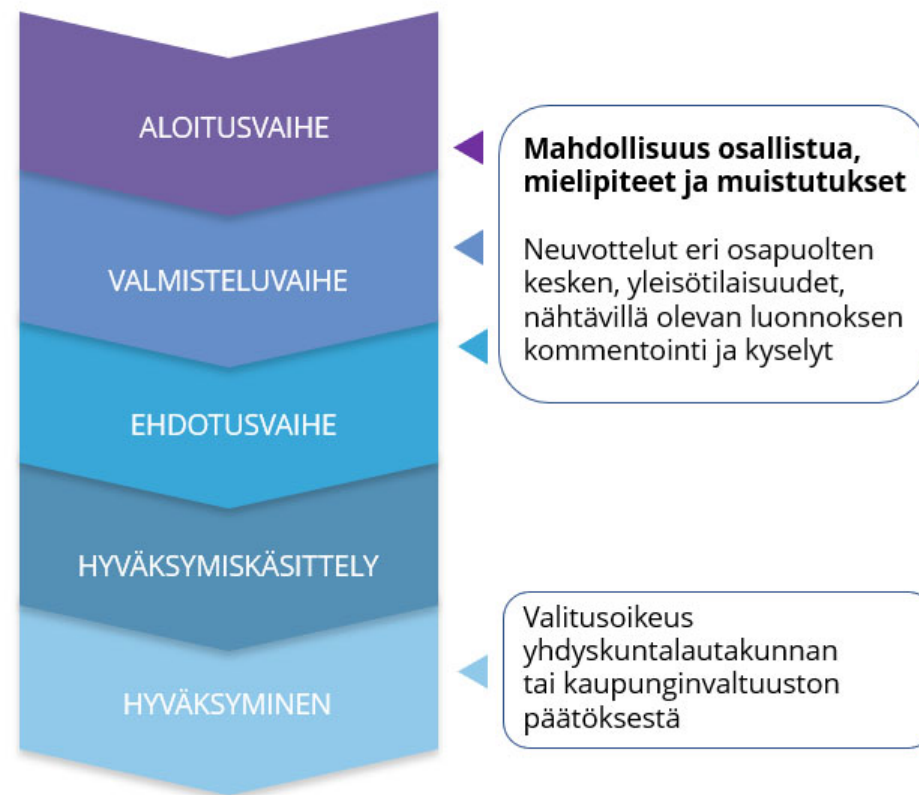 ALOITUSVAIHE
Mahdollisuus osallistua,
mielipiteet ja muistutukset
VALMISTELUVAIHE
Neuvottelut eri osapuolten
kesken, yleisötilaisuudet,
nähtävillä olevan luonnoksen
kommentointi ja kyselyt
EHDOTUSVAIHE
HYVÄKSYMISKÄSITTELY
HYVÄKSYMINEN
Valitusoikeus
yhdyskuntalautakunnan
tai kaupunginvaltuuston
päätöksestä